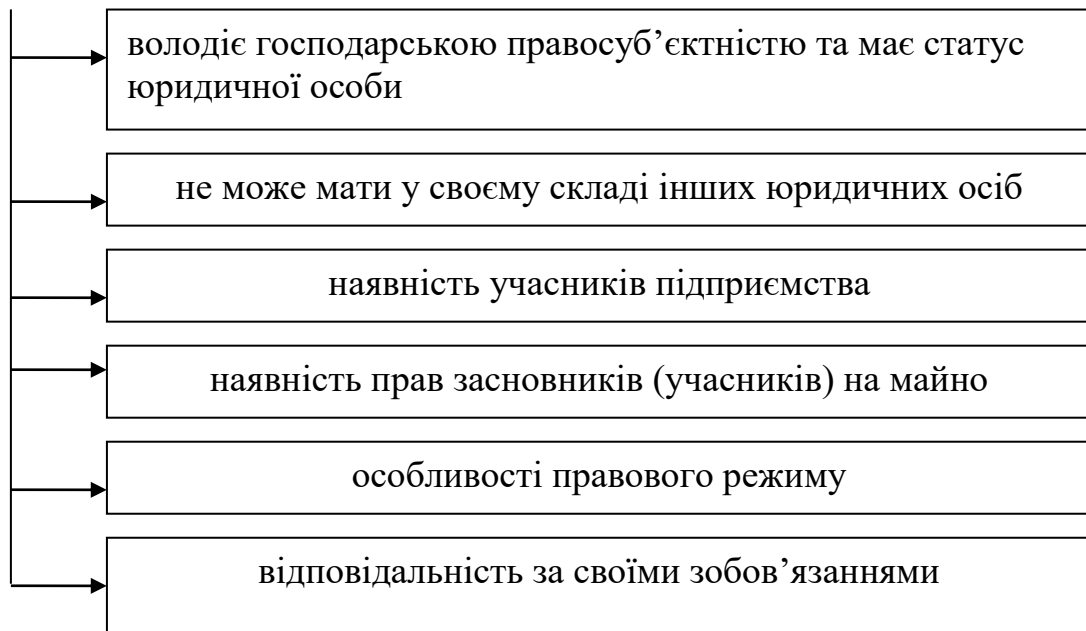 володіє господарською правосуб’єктністю та має статус
юридичної особи
не може мати у своєму складі інших юридичних осіб
наявність учасників підприємства
наявність прав засновників (учасників) на майно
особливості правового режиму
відповідальність за своїми зобов’язаннями